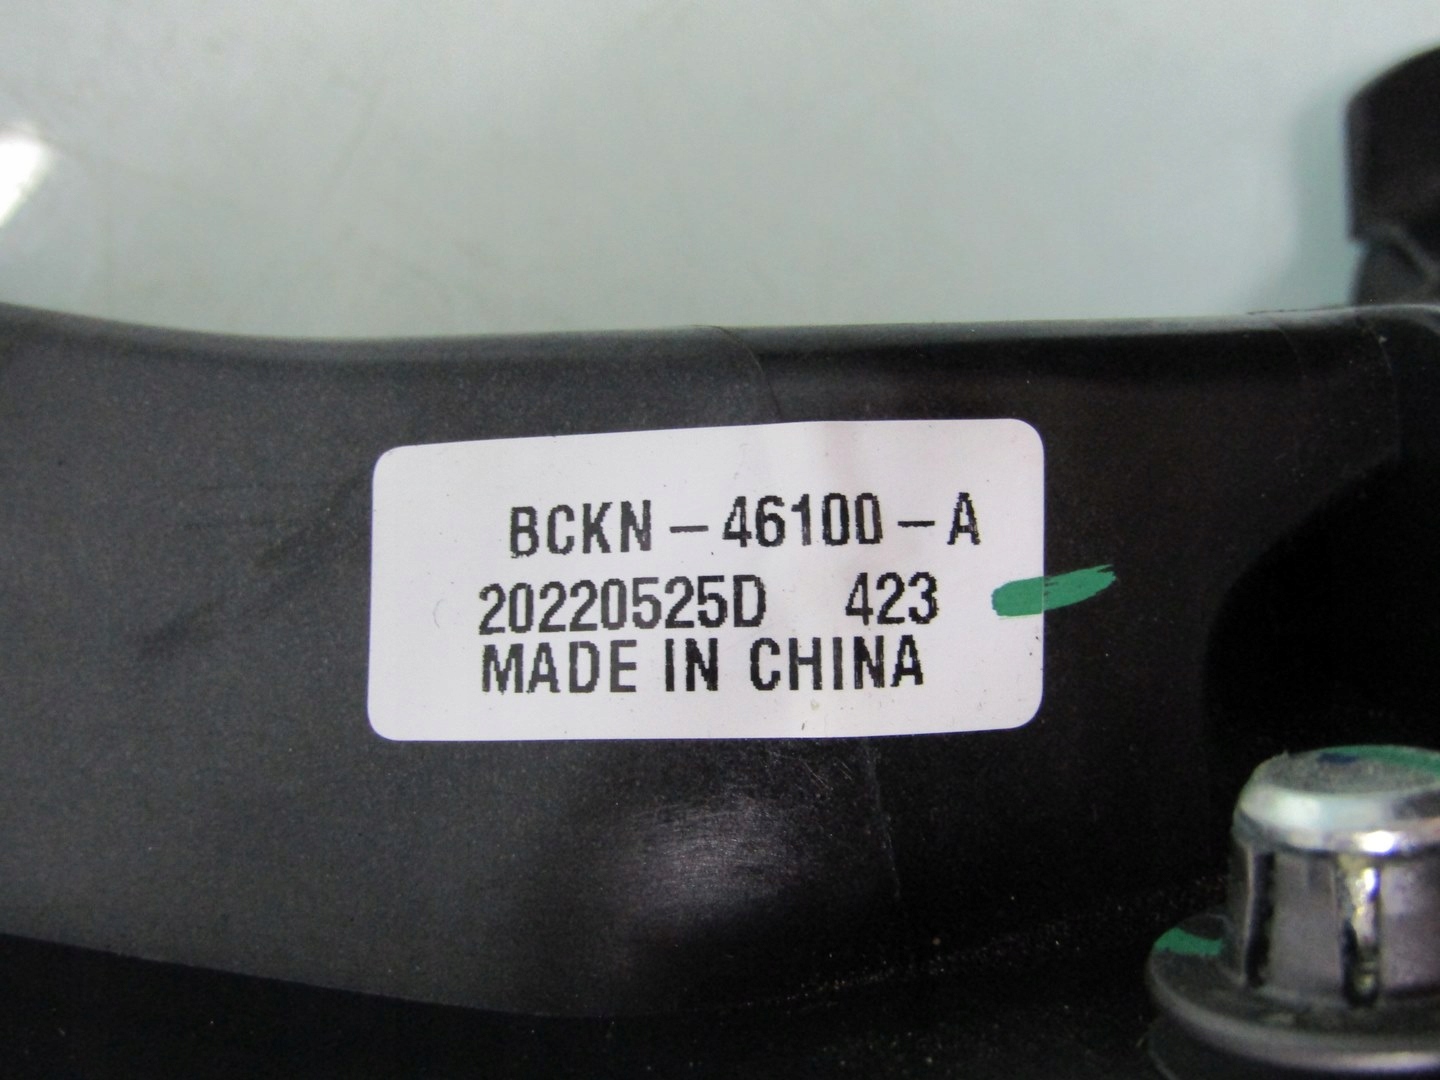 BCKN-46100-A
20220525D 423
MADE IN CHINA